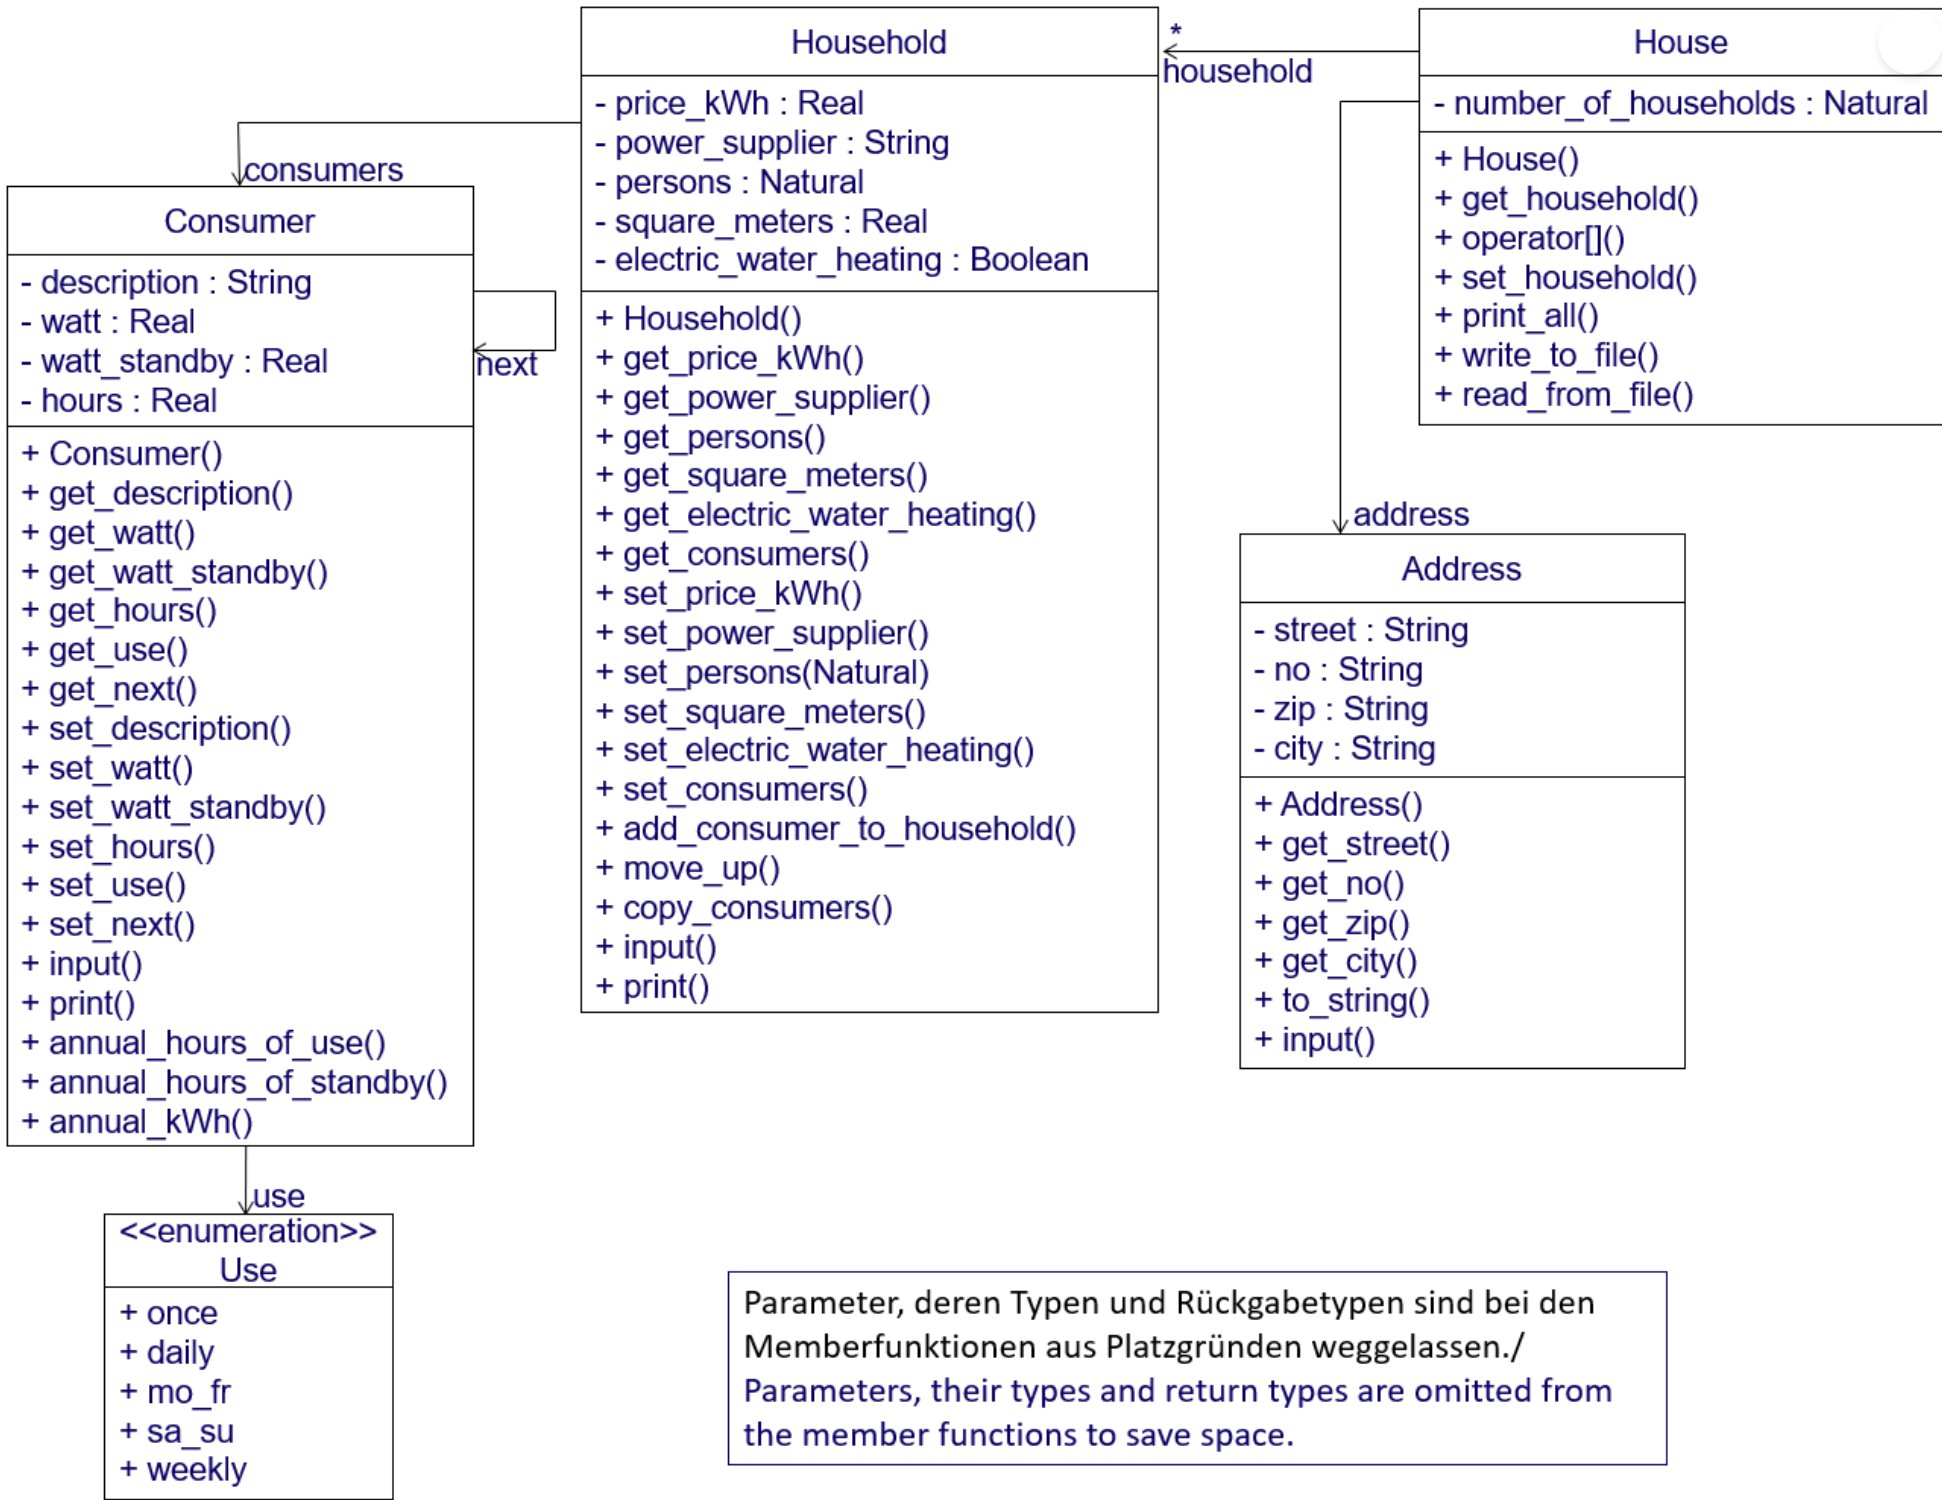 Household
- price_kWh : Real
- power_supplier : String
- persons : Natural
- square_meters : Real
- electric_water_heating : Boolean
+ Household()
+ get_price_kWh()
+ get_power_supplier()
+ get_persons()
+ get_square_meters()
+ get_electric_water_heating()
+ get_consumers()
+ set_price_kWh()
+ set_power_supplier()
+ set_persons(Natural)
+ set_square_meters()
+ set_electric_water_heating()
+ set_consumers()
+ add_consumer_to_household()
+ move_up()
+ copy_consumers()
+ input()
+ print()
*
household
House
- number_of_households : Natural
+ House()
+ get_household()
+ operator[]()
+ set_household()
+ print_all()
+ write_to_file()
+ read_from_file()
consumers
Consumer
- description : String
- watt : Real
- watt_standby : Real
- hours : Real
+ Consumer()
+ get_description()
+ get_watt()
+ get_watt_standby()
+ get_hours()
+ get_use()
+ get_next()
+ set_description()
+ set_watt()
+ set_watt_standby()
+ set_hours()
+ set_use()
+ set_next()
+ input()
+ print()
+ annual_hours_of_use()
+ annual_hours_of_standby()
+ annual_kWh()
next
address
Address
- street : String
- no : String
- zip : String
- city : String
+ Address()
+ get_street()
+ get_no()
+ get_zip()
+ get_city()
+ to_string()
+ input()
use
<<enumeration>>
Use
+ once
+ daily
+ mo_fr
+ sa_su
+ weekly
Parameter, deren Typen und Rückgabetypen sind bei den
Memberfunktionen aus Platzgründen weggelassen./
Parameters, their types and return types are omitted from
the member functions to save space.